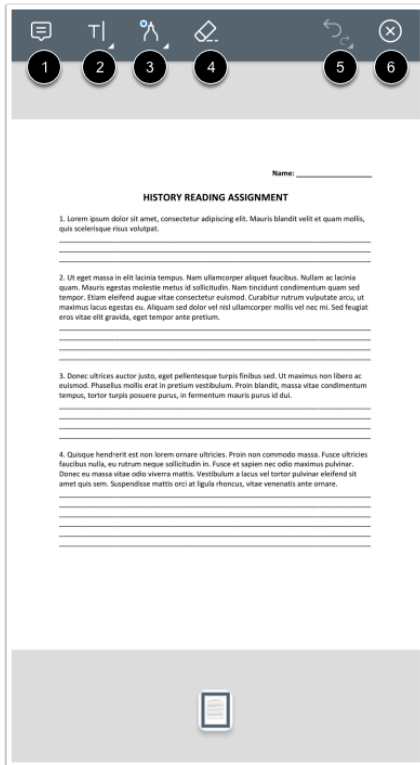 T|
1 2 3 4 5 6
Name: ____________________
HISTORY READING ASSIGNMENT
1. Lorem ipsum dolor sit amet, consectetur adipiscing elit. Mauris blandit velit et quam mollis,
quis scelerisque risus volutpat.
2. Ut eget massa in elit lacinia tempus. Nam ullamcorper aliquet faucibus. Nullam ac lacinia
quam. Mauris egestas molestie metus id sollicitudin. Nam tincidunt condimentum quam sed
tempor. Etiam eleifend augue vitae consectetur euismod. Curabitur rutrum vulputate arcu, ut
maximus lacus egestas eu. Aliquam sed dolor vel nisl ullamcorper mollis vel nec mi. Sed feugiat
eros vitae elit gravida, eget tempor ante pretium.
3. Donec ultrices auctor justo, eget pellentesque turpis finibus sed. Ut maximus non libero ac
euismod. Phasellus mollis erat in pretium vestibulum. Proin blandit, massa vitae condimentum
tempus, tortor turpis posuere purus, in fermentum mauris purus id dui.
4. Quisque hendrerit est non lorem ornare ultricies. Proin non commodo massa. Fusce ultricies
faucibus nulla, eu rutrum neque sollicitudin in. Fusce et sapien nec odio maximus pulvinar.
Donec eu massa vitae odio viverra mattis. Vestibulum a lacus vel tortor pulvinar eleifend sit
amet quis sem. Suspendisse mattis orci at ligula rhoncus, vitae venenatis ante ornare.